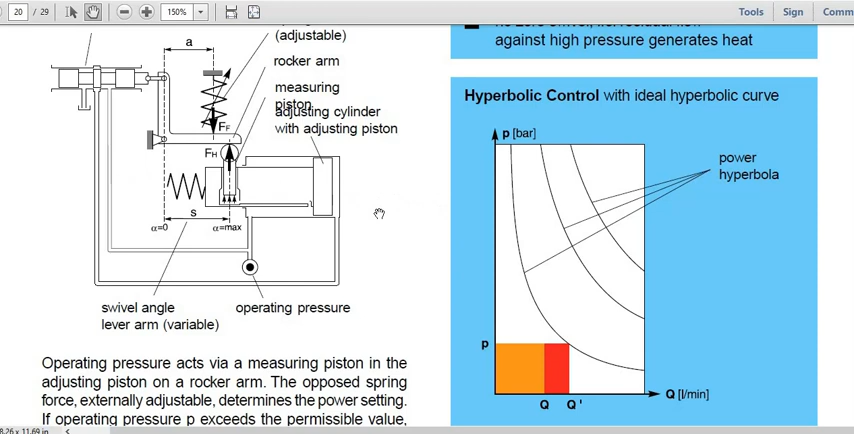 20 / 29
150%
Tools
Sign
(adjustable)
rocker arm
measuring
piston
adjusting cylinder
with adjusting piston
a
FF
FH
s
α=0
α=max
swivel angle
lever arm (variable)
operating pressure
Operating pressure acts via a measuring piston in the
adjusting piston on a rocker arm. The opposed spring
force, externally adjustable, determines the power setting.
If operating pressure p exceeds the permissible value,
8.26 x 11.69 in
against high pressure generates heat
Hyperbolic Control with ideal hyperbolic curve
p [bar]
power
hyperbola
p
Q
Q'
Q [l/min]